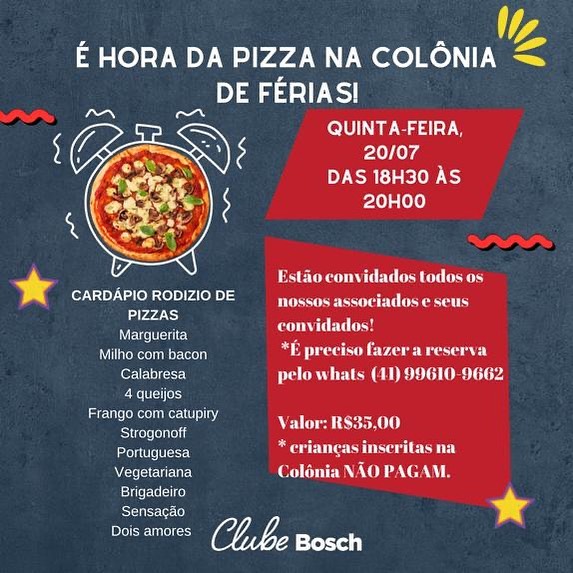 É HORA DA PIZZA NA COLÔNIA
DE FÉRIAS!
QUINTA-FEIRA,
20/07
DAS 18H30 ÀS
20H00
CARDÁPIO RODIZIO DE
PIZZAS
Marguerita
Milho com bacon
Calabresa
4 queijos
Frango com catupiry
Strogonoff
Portuguesa
Vegetariana
Brigadeiro
Sensação
Dois amores
Estão convidados todos os
nossos associados e seus
convidados!
*É preciso fazer a reserva
pelo whats (41) 99610-9662
Valor: R$35,00
* crianças inscritas na
Colônia NÃO PAGAM.
Clube Bosch